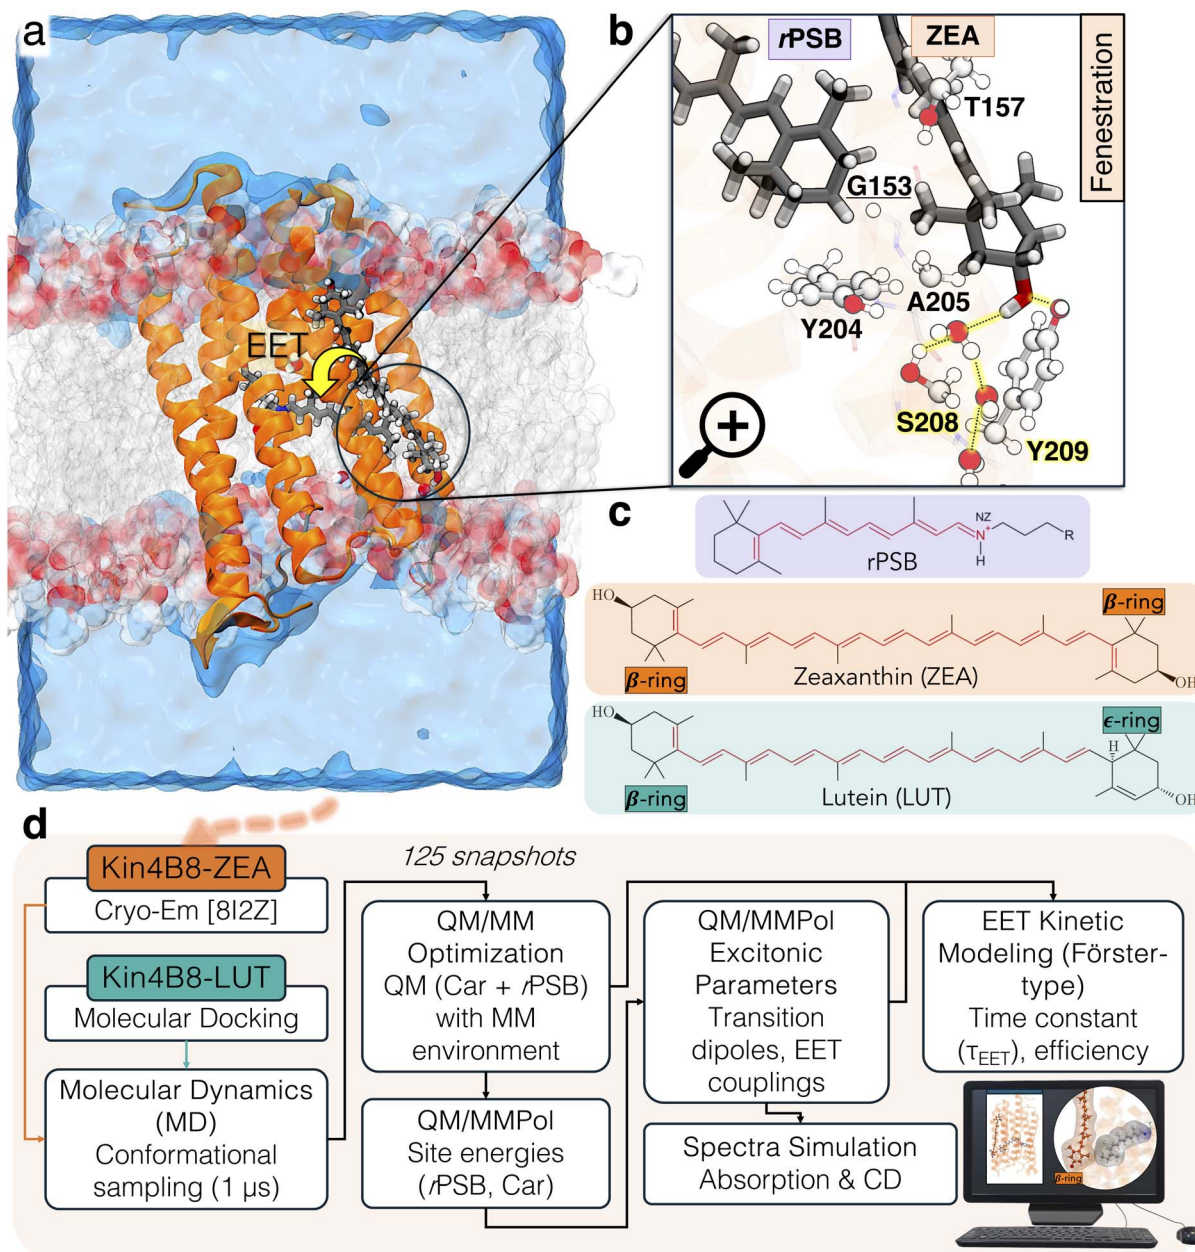 a
EET
b
rPSB
ZEA
T157
Fenestration
G153
A205
Y204
S208
Y209
c
NZ
N+
R
H
rPSB
HO
β-ring
β-ring
Zeaxanthin (ZEA)
OH
HO
ϵ-ring
H
β-ring
Lutein (LUT)
OH
d
Kin4B8-ZEA
Cryo-Em [8I2Z]
Kin4B8-LUT
Molecular Docking
Molecular Dynamics
(MD)
Conformational
sampling (1 µs)
125 snapshots
QM/MM
Optimization
QM (Car + rPSB)
with MM
environment
QM/MMPol
Site energies
(rPSB, Car)
QM/MMPol
Excitonic
Parameters
Transition
dipoles, EET
couplings
Spectra Simulation
Absorption & CD
EET Kinetic
Modeling (Förster-
type)
Time constant
(τEET), efficiency
β-ring